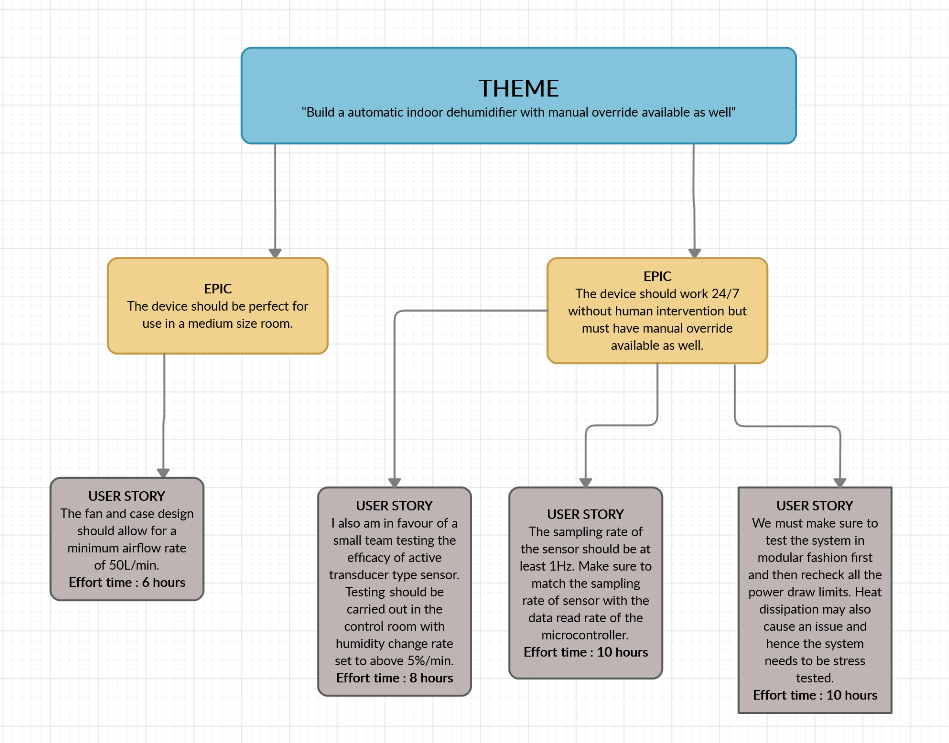 THEME
"Build a automatic indoor dehumidifier with manual override available as well"
EPIC
The device should be perfect for
use in a medium size room.
EPIC
The device should work 24/7
without human intervention but
must have manual override
available as well.
USER STORY
The fan and case design
should allow for a
minimum airflow rate
of 50L/min.
Effort time : 6 hours
USER STORY
I also am in favour of a
small team testing the
efficacy of active
transducer type sensor.
Testing should be
carried out in the
control room with
humidity change rate
set to above 5%/min.
Effort time : 8 hours
USER STORY
The sampling rate of
the sensor should be at
least 1Hz. Make sure to
match the sampling
rate of sensor with the
data read rate of the
microcontroller.
Effort time : 10 hours
USER STORY
We must make sure to
test the system in
modular fashion first
and then recheck all the
power draw limits. Heat
dissipation may also
cause an issue and
hence the system
needs to be stress
tested.
Effort time : 10 hours